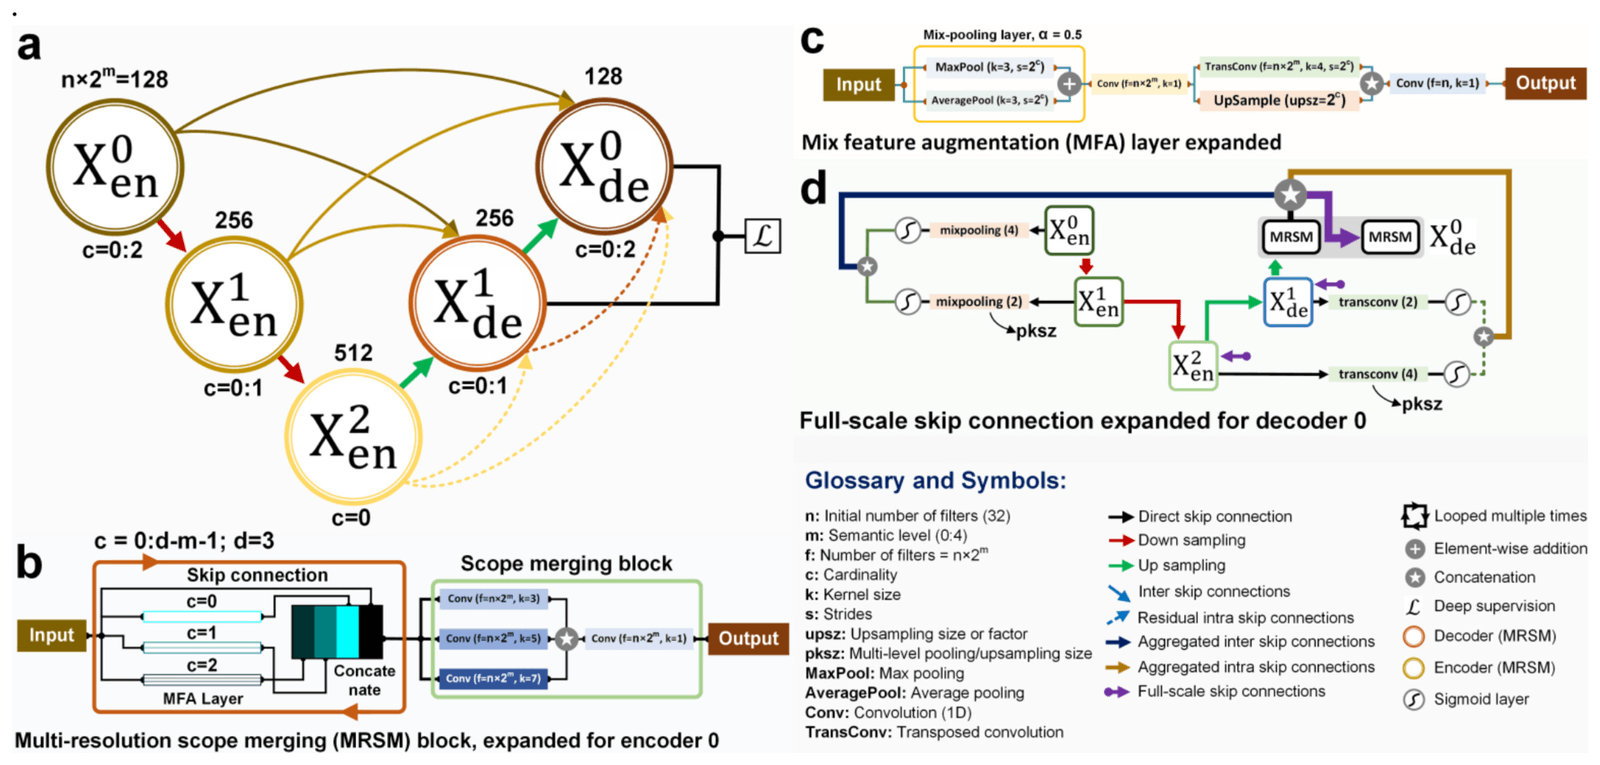 .
a
n×2^m=128
128
X^0_en
X^0_de
c=0:2
256
256
c=0:2
ℒ
X^1_en
X^1_de
c=0:1
512
c=0:1
X^2_en
c=0
b
c = 0:d-m-1; d=3
Skip connection
Scope merging block
c=0
Conv (f=n×2^m, k=3)
Input
c=1
Conv (f=n×2^m, k=5)
Conv (f=n×2^m, k=1)
Output
c=2
Concate
nate
MFA Layer
Conv (f=n×2^m, k=7)
Multi-resolution scope merging (MRSM) block, expanded for encoder 0
c
Mix-pooling layer, α = 0.5
MaxPool (k=3, s=2^c)
TransConv (f=n×2^m, k=4, s=2^c)
Input
Conv (f=n×2^m, k=1)
Conv (f=n, k=1)
Output
AveragePool (k=3, s=2^c)
UpSample (upsz=2^c)
Mix feature augmentation (MFA) layer expanded
d
mixpooling (4)
X^0_en
MRSM
MRSM
X^0_de
mixpooling (2)
X^1_en
X^1_de
transconv (2)
pksz
X^2_en
transconv (4)
pksz
Full-scale skip connection expanded for decoder 0
Glossary and Symbols:
n: Initial number of filters (32)
m: Semantic level (0:4)
f: Number of filters = n×2^m
c: Cardinality
k: Kernel size
s: Strides
upsz: Upsampling size or factor
pksz: Multi-level pooling/upsampling size
MaxPool: Max pooling
AveragePool: Average pooling
Conv: Convolution (1D)
TransConv: Transposed convolution
Direct skip connection
Down sampling
Up sampling
Inter skip connections
Residual intra skip connections
Aggregated inter skip connections
Aggregated intra skip connections
Full-scale skip connections
Looped multiple times
Element-wise addition
Concatenation
ℒ Deep supervision
Decoder (MRSM)
Encoder (MRSM)
Sigmoid layer